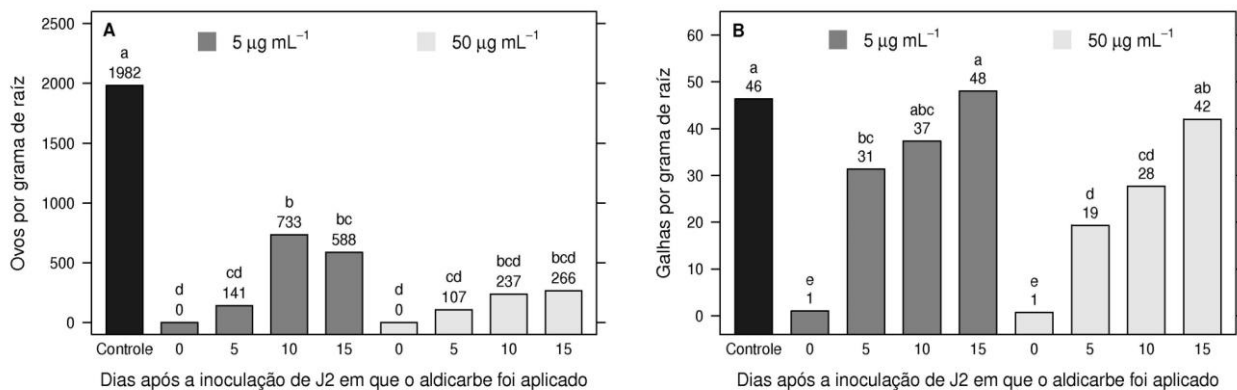 A
5 µg mL⁻¹
50 µg mL⁻¹
Ovos por grama de raíz
2500
2000
1500
1000
500
0
a
1982
d
0
cd
141
b
733
bc
588
d
0
cd
107
bcd
237
bcd
266
Controle 0 5 10 15 0 5 10 15
Dias após a inoculação de J2 em que o aldicarbe foi aplicado
B
5 µg mL⁻¹
50 µg mL⁻¹
Galhas por grama de raíz
60
50
40
30
20
10
0
a
46
e
1
bc
31
abc
37
a
48
e
1
d
19
cd
28
ab
42
Controle 0 5 10 15 0 5 10 15
Dias após a inoculação de J2 em que o aldicarbe foi aplicado